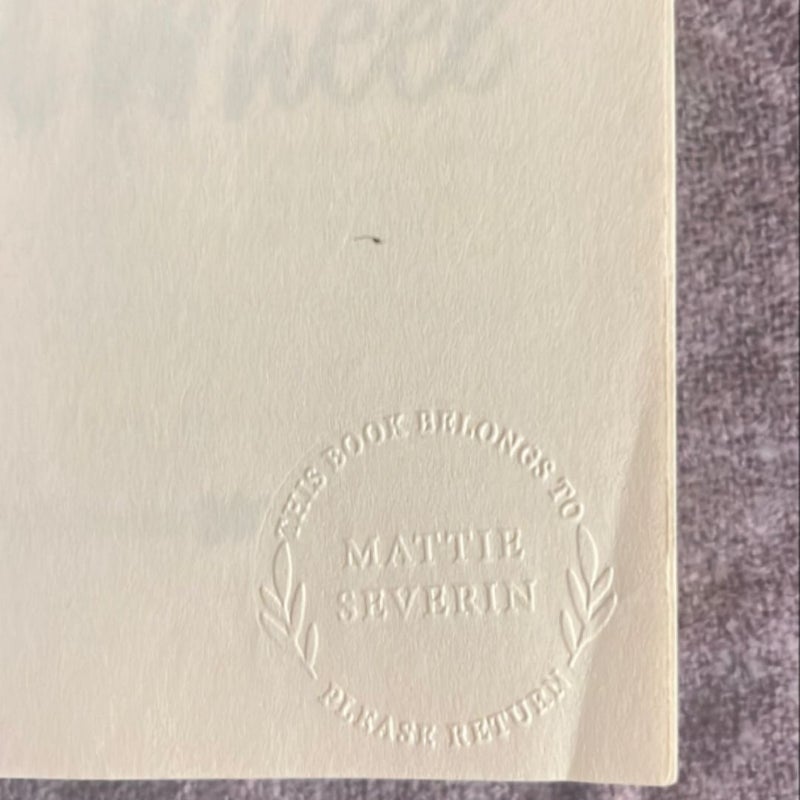 THIS BOOK BELONGS TO
MATTIE
SEVERIN
PLEASE RETURN